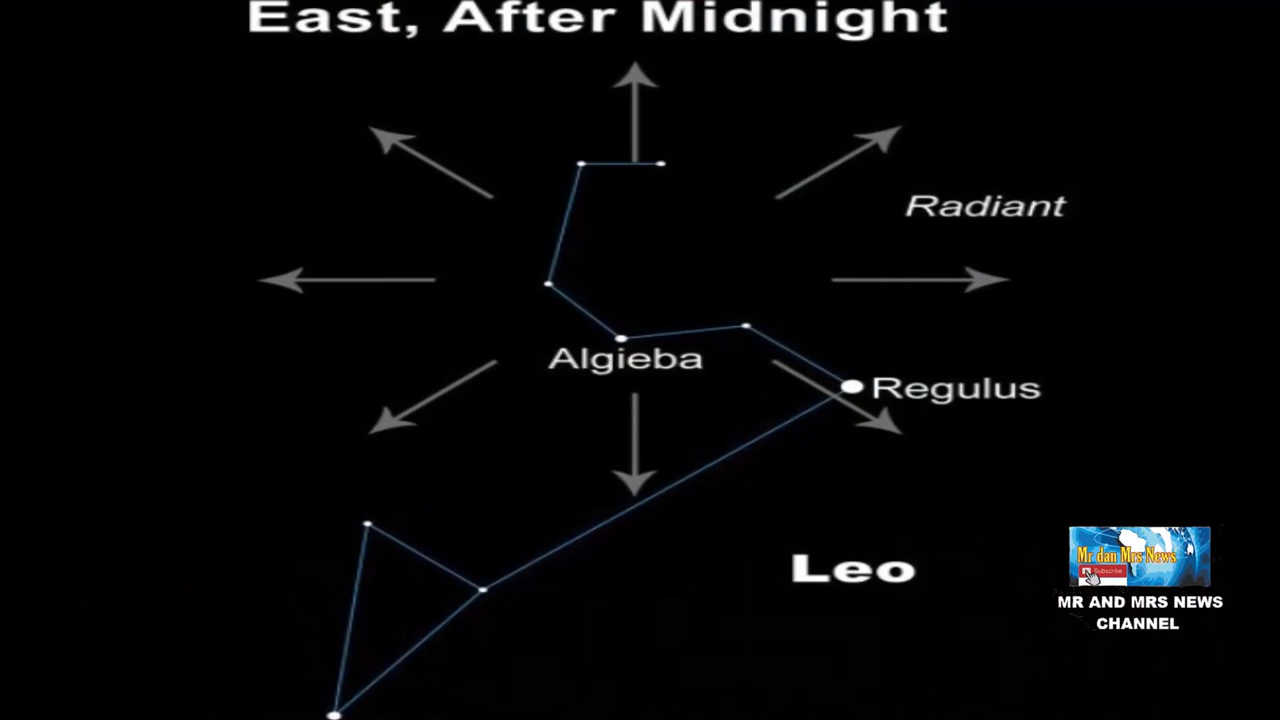 East, After Midnight
Radiant
Algieba
Regulus
Leo
Mr dan Mrs News
Subscribe
MR AND MRS NEWS
CHANNEL